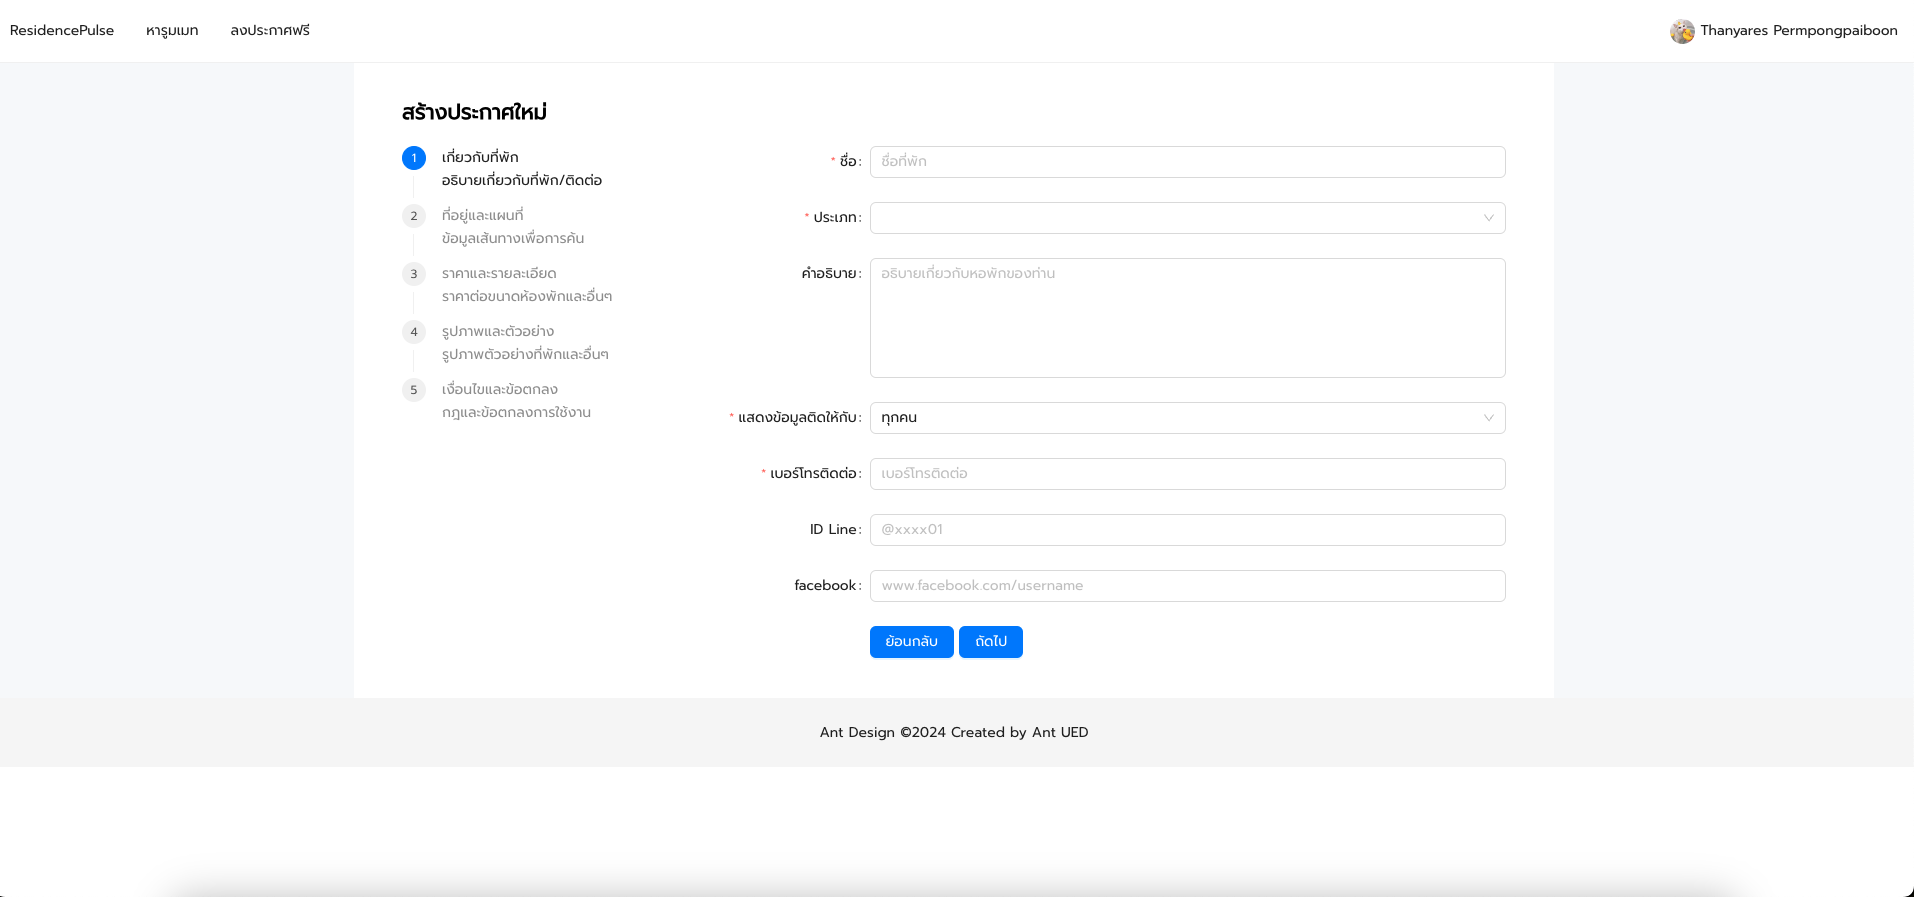 ResidencePulse หารูมเมท ลงประกาศฟรี Thanyares Permpongpaiboon
สร้างประกาศใหม่
1 เกี่ยวกับที่พัก
อธิบายเกี่ยวกับที่พัก/ติดต่อ
2 ที่อยู่และแผนที่
ข้อมูลเส้นทางเพื่อการค้น
3 ราคาและรายละเอียด
ราคาต่อขนาดห้องพักและอื่นๆ
4 รูปภาพและตัวอย่าง
รูปภาพตัวอย่างที่พักและอื่นๆ
5 เงื่อนไขและข้อตกลง
กฎและข้อตกลงการใช้งาน
* ชื่อ: ชื่อที่พัก
* ประเภท:
คำอธิบาย: อธิบายเกี่ยวกับหอพักของท่าน
* แสดงข้อมูลติดให้กับ: ทุกคน
* เบอร์โทรติดต่อ: เบอร์โทรติดต่อ
ID Line: @xxxx01
facebook: www.facebook.com/username
ย้อนกลับ ถัดไป
Ant Design ©2024 Created by Ant UED